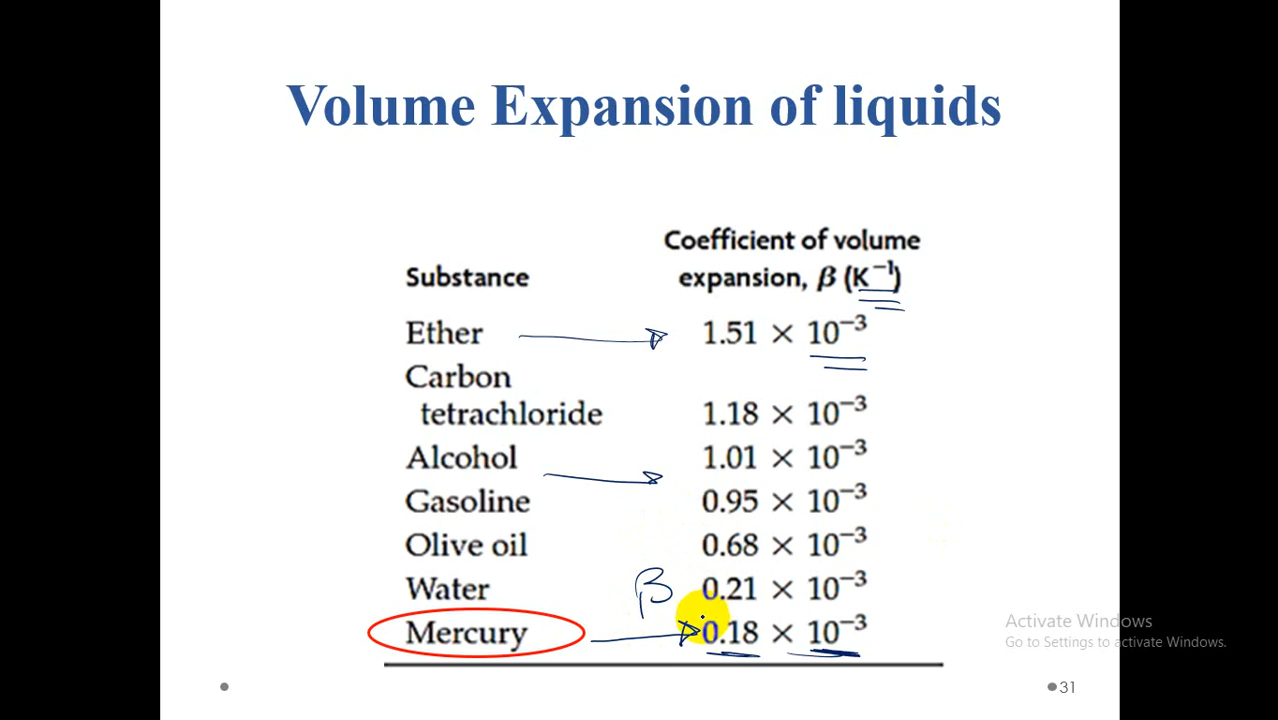 Volume Expansion of liquids
Coefficient of volume
Substance expansion, β (K⁻¹)
Ether 1.51 × 10⁻³
Carbon
tetrachloride 1.18 × 10⁻³
Alcohol 1.01 × 10⁻³
Gasoline 0.95 × 10⁻³
Olive oil 0.68 × 10⁻³
Water β 0.21 × 10⁻³
Mercury 0.18 × 10⁻³
Activate Windows
Go to Settings to activate Windows.
31